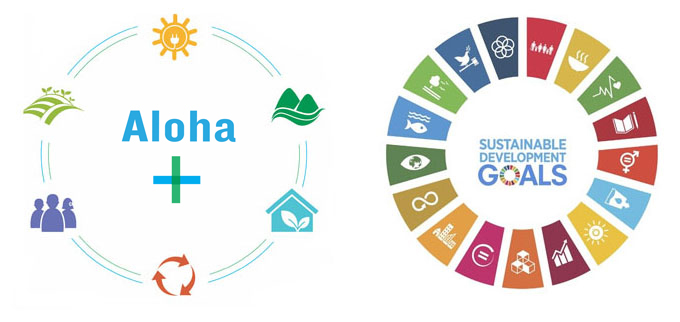 Aloha
+
SUSTAINABLE
DEVELOPMENT
GOALS